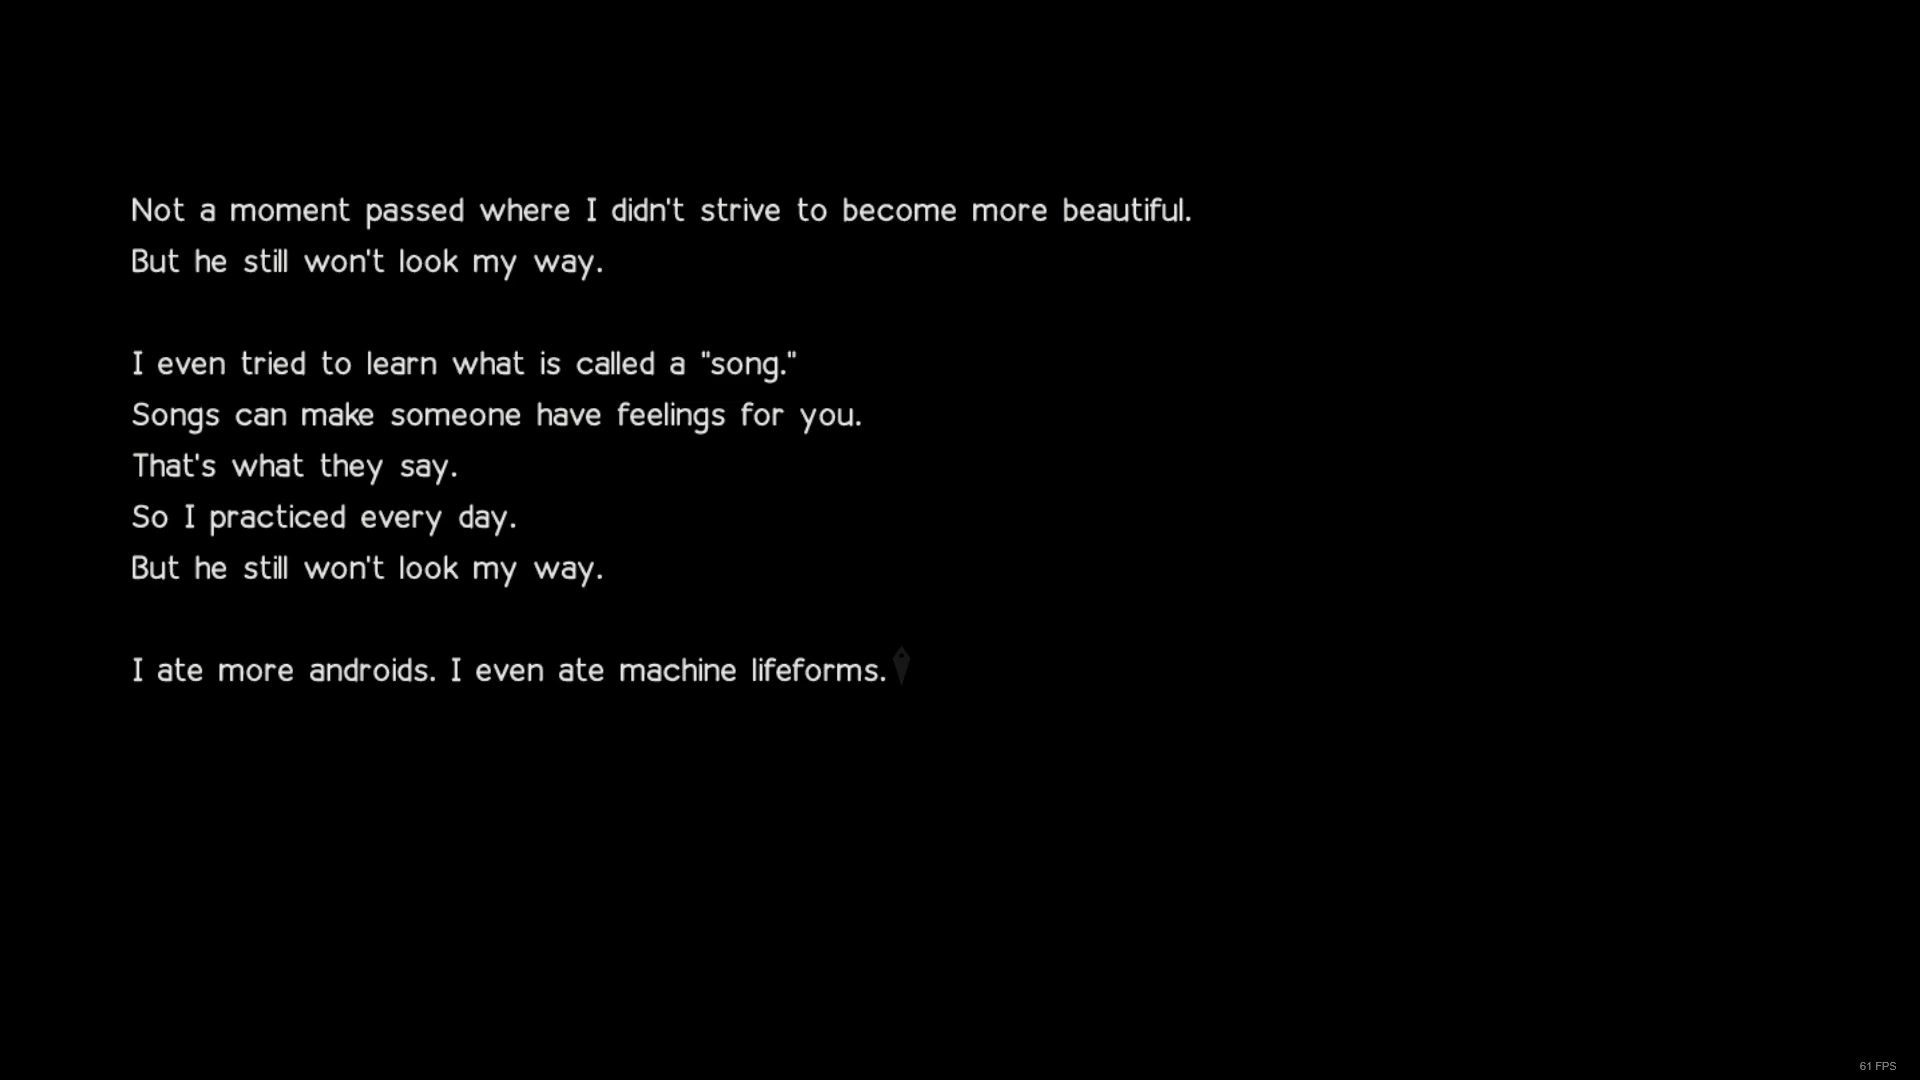 Not a moment passed where I didn't strive to become more beautiful.
But he still won't look my way.
I even tried to learn what is called a "song."
Songs can make someone have feelings for you.
That's what they say.
So I practiced every day.
But he still won't look my way.
I ate more androids. I even ate machine lifeforms.
61 FPS